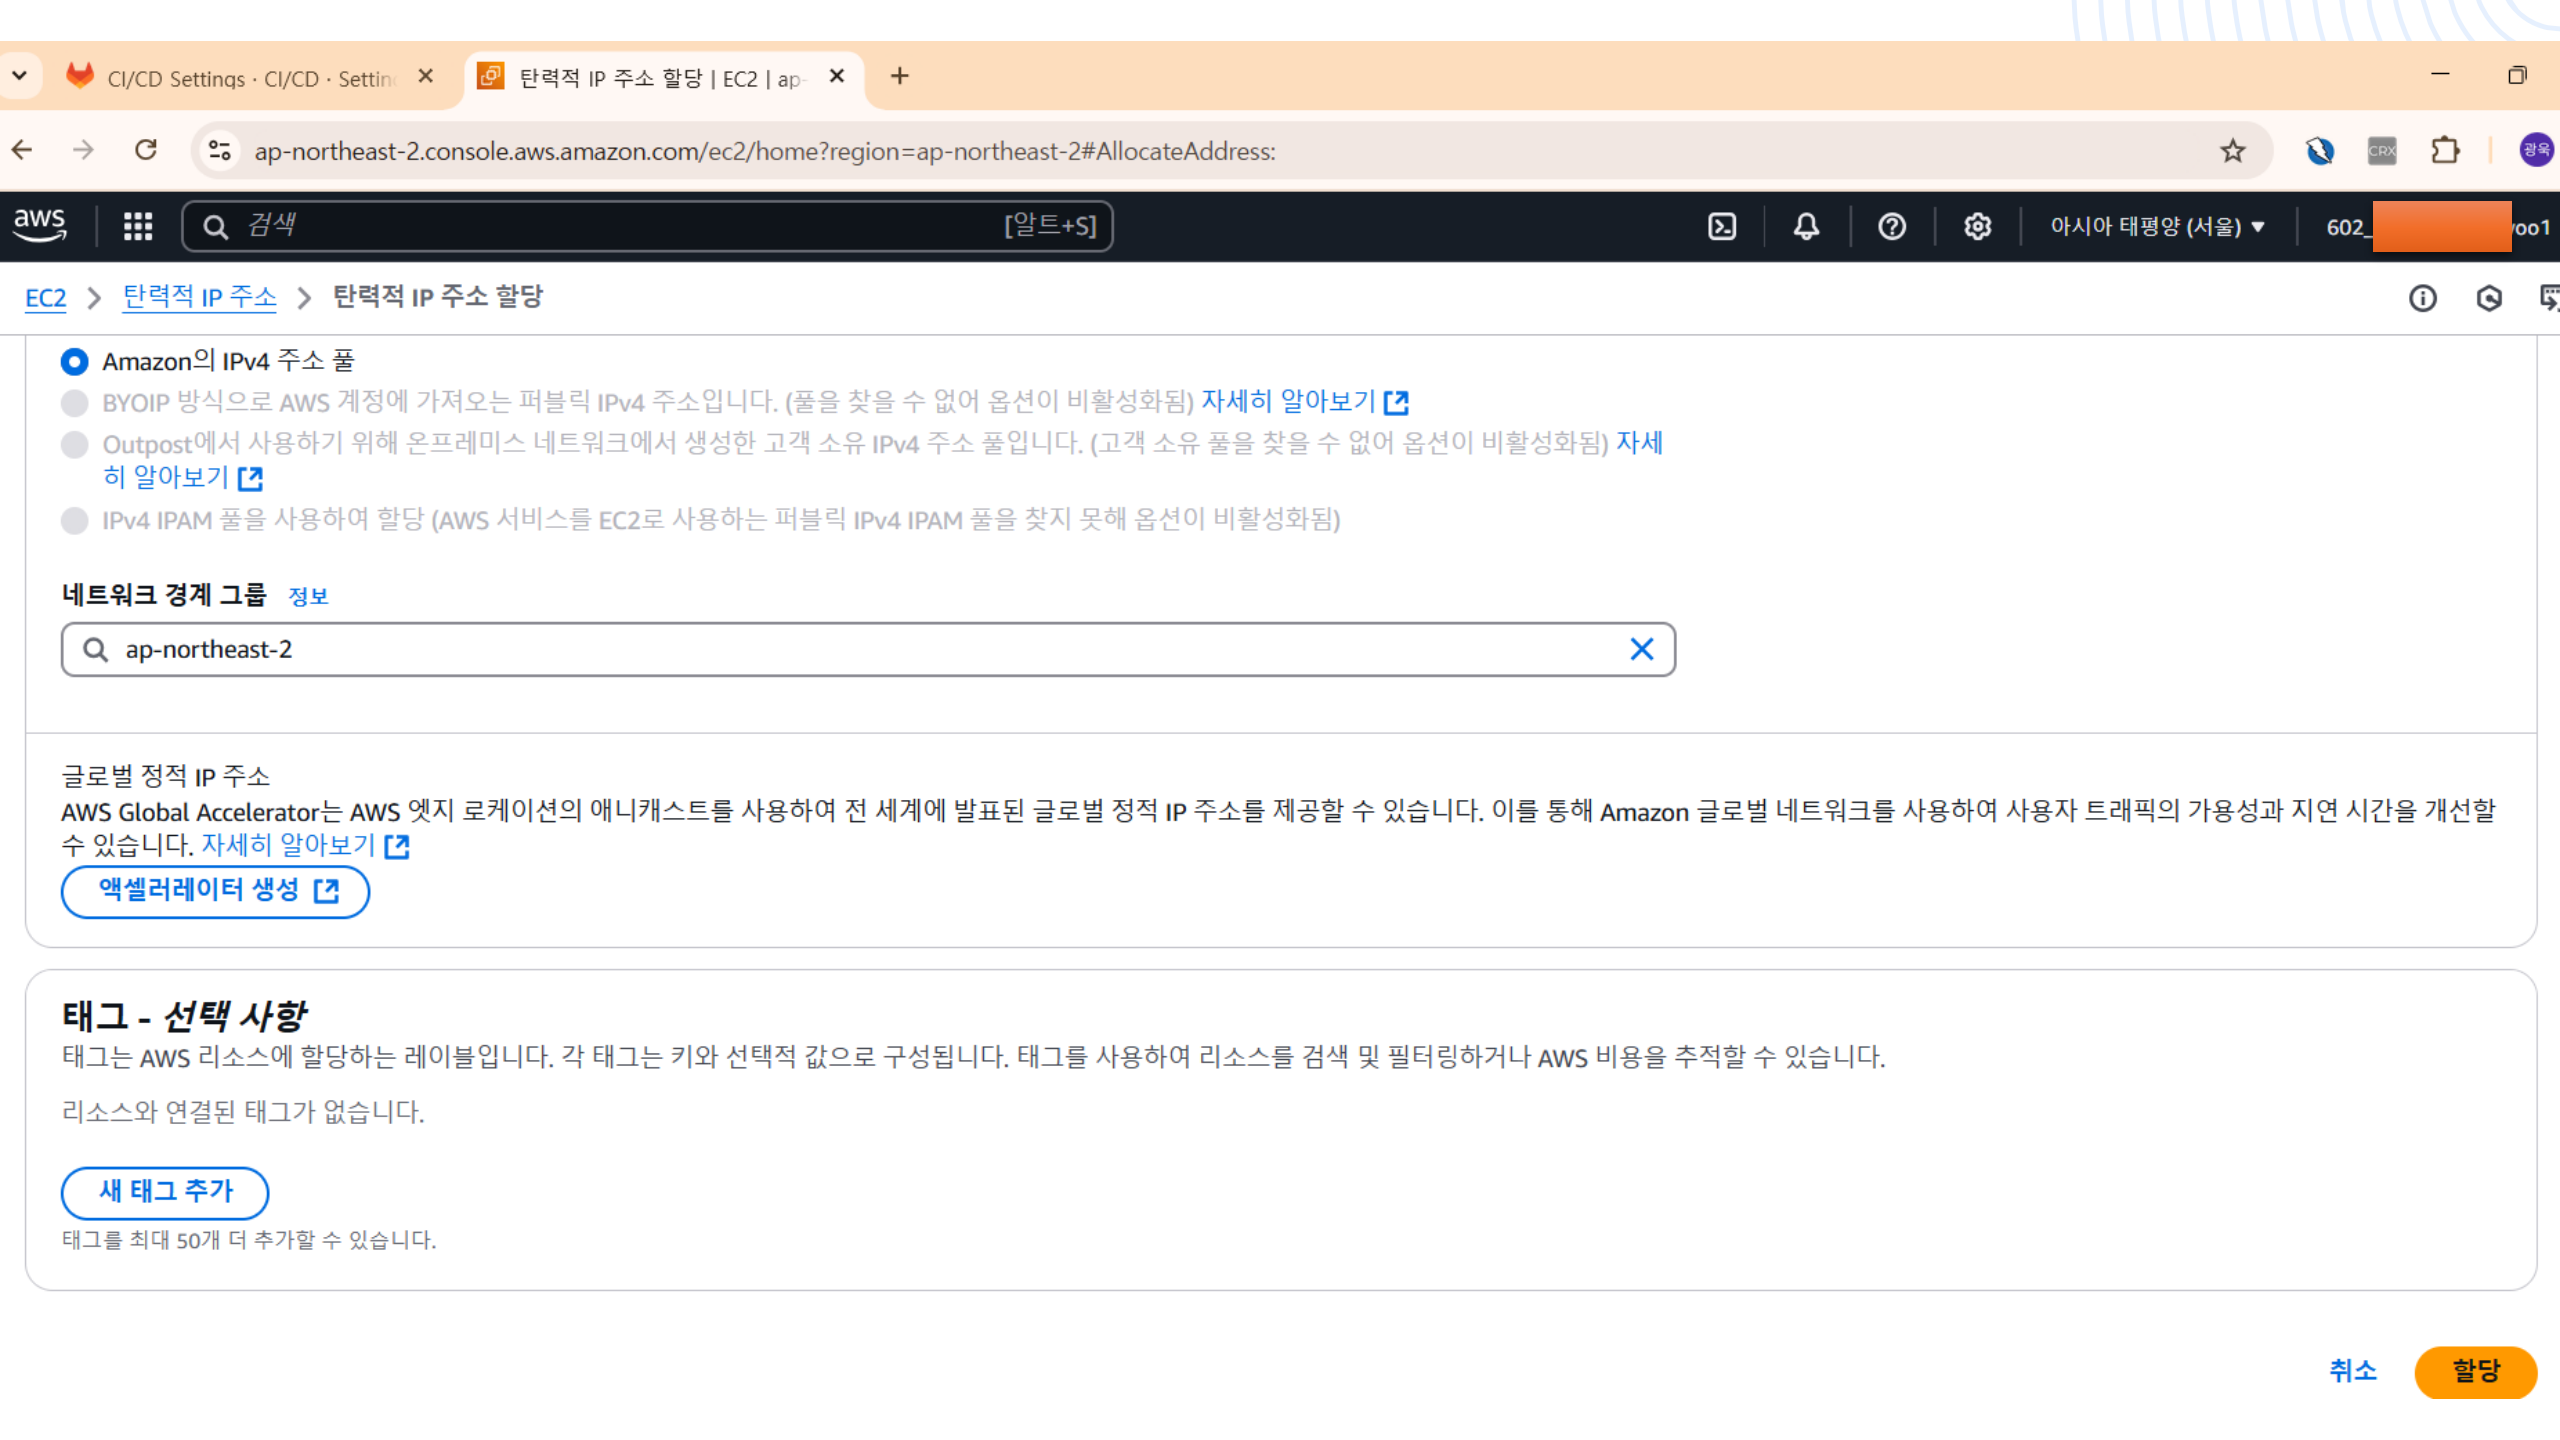 CI/CD Settings · CI/CD · Settin
탄력적 IP 주소 할당 | EC2 | ap-
ap-northeast-2.console.aws.amazon.com/ec2/home?region=ap-northeast-2#AllocateAddress:
CRX
광욱
aws
검색
[알트+S]
아시아 태평양 (서울)
602_
oo1
EC2 > 탄력적 IP 주소 > 탄력적 IP 주소 할당
Amazon의 IPv4 주소 풀
BYOIP 방식으로 AWS 계정에 가져오는 퍼블릭 IPv4 주소입니다. (풀을 찾을 수 없어 옵션이 비활성화됨) 자세히 알아보기
Outpost에서 사용하기 위해 온프레미스 네트워크에서 생성한 고객 소유 IPv4 주소 풀입니다. (고객 소유 풀을 찾을 수 없어 옵션이 비활성화됨) 자세
히 알아보기
IPv4 IPAM 풀을 사용하여 할당 (AWS 서비스를 EC2로 사용하는 퍼블릭 IPv4 IPAM 풀을 찾지 못해 옵션이 비활성화됨)
네트워크 경계 그룹 정보
ap-northeast-2
글로벌 정적 IP 주소
AWS Global Accelerator는 AWS 엣지 로케이션의 애니캐스트를 사용하여 전 세계에 발표된 글로벌 정적 IP 주소를 제공할 수 있습니다. 이를 통해 Amazon 글로벌 네트워크를 사용하여 사용자 트래픽의 가용성과 지연 시간을 개선할
수 있습니다. 자세히 알아보기
액셀러레이터 생성
태그 - 선택 사항
태그는 AWS 리소스에 할당하는 레이블입니다. 각 태그는 키와 선택적 값으로 구성됩니다. 태그를 사용하여 리소스를 검색 및 필터링하거나 AWS 비용을 추적할 수 있습니다.
리소스와 연결된 태그가 없습니다.
새 태그 추가
태그를 최대 50개 더 추가할 수 있습니다.
취소
할당